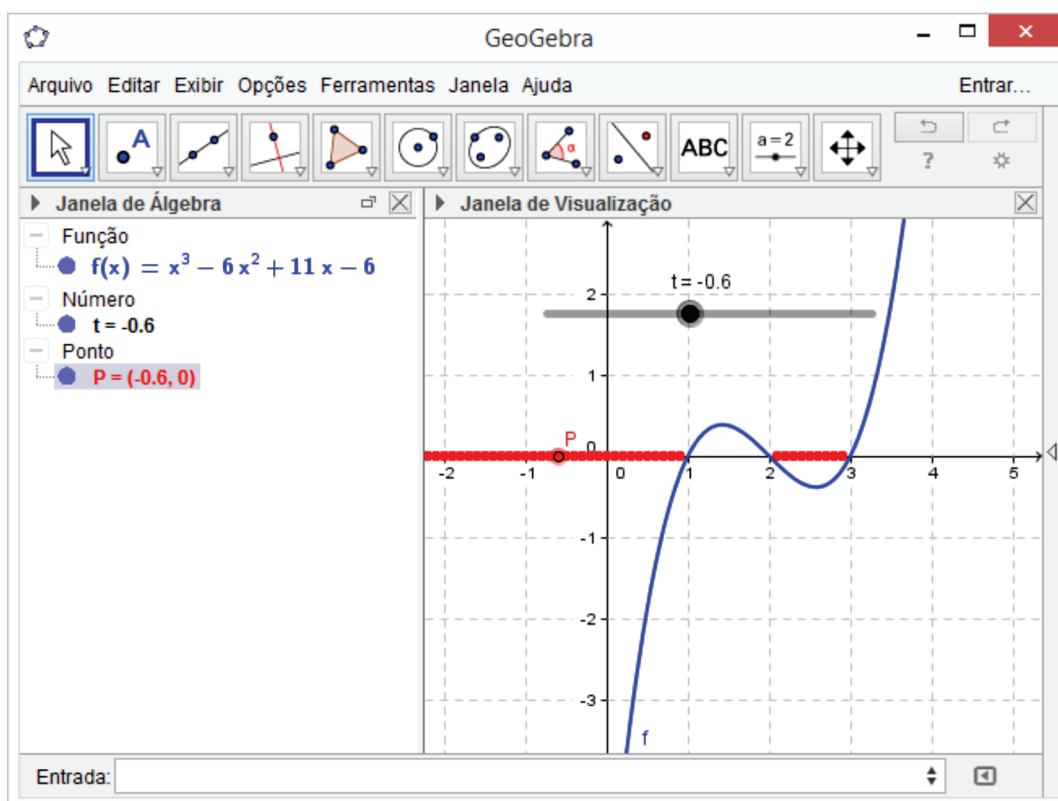 GeoGebra
Arquivo Editar Exibir Opções Ferramentas Janela Ajuda Entrar...
A α ABC a = 2 ?
Janela de Álgebra
Função
f(x) = x³ − 6 x² + 11 x − 6
Número
t = -0.6
Ponto
P = (-0.6, 0)
Janela de Visualização
t = -0.6
2
1
P 0
-2 -1 0 1 2 3 4 5
-1
-2
-3
f
Entrada: